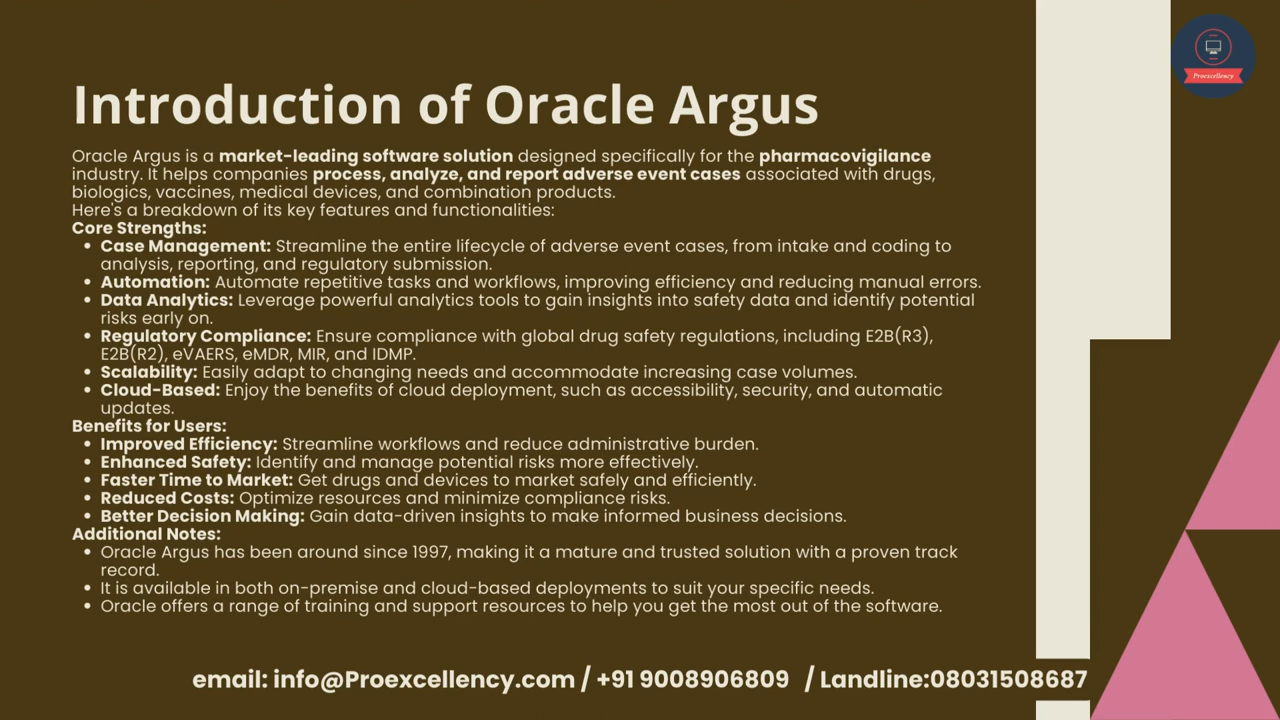 Proexcellency
Introduction of Oracle Argus
Oracle Argus is a market-leading software solution designed specifically for the pharmacovigilance
industry. It helps companies process, analyze, and report adverse event cases associated with drugs,
biologics, vaccines, medical devices, and combination products.
Here's a breakdown of its key features and functionalities:
Core Strengths:
• Case Management: Streamline the entire lifecycle of adverse event cases, from intake and coding to
analysis, reporting, and regulatory submission.
• Automation: Automate repetitive tasks and workflows, improving efficiency and reducing manual errors.
• Data Analytics: Leverage powerful analytics tools to gain insights into safety data and identify potential
risks early on.
• Regulatory Compliance: Ensure compliance with global drug safety regulations, including E2B(R3),
E2B(R2), eVAERS, eMDR, MIR, and IDMP.
• Scalability: Easily adapt to changing needs and accommodate increasing case volumes.
• Cloud-Based: Enjoy the benefits of cloud deployment, such as accessibility, security, and automatic
updates.
Benefits for Users:
• Improved Efficiency: Streamline workflows and reduce administrative burden.
• Enhanced Safety: Identify and manage potential risks more effectively.
• Faster Time to Market: Get drugs and devices to market safely and efficiently.
• Reduced Costs: Optimize resources and minimize compliance risks.
• Better Decision Making: Gain data-driven insights to make informed business decisions.
Additional Notes:
• Oracle Argus has been around since 1997, making it a mature and trusted solution with a proven track
record.
• It is available in both on-premise and cloud-based deployments to suit your specific needs.
• Oracle offers a range of training and support resources to help you get the most out of the software.
email: info@Proexcellency.com / +91 9008906809 / Landline:08031508687